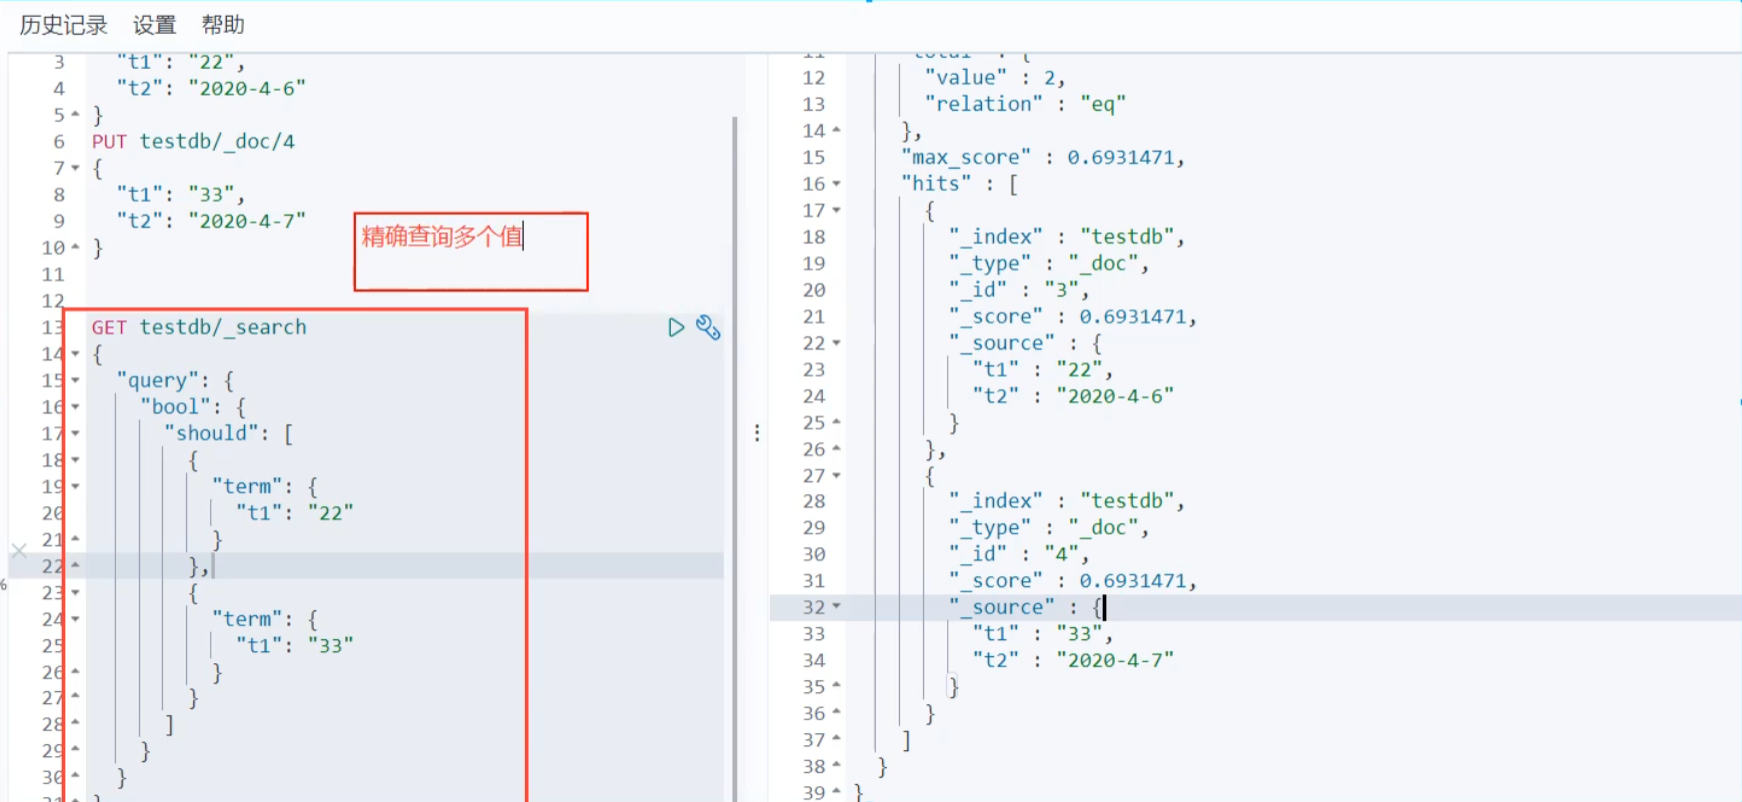 历史记录 设置 帮助
3 "t1": "22",
4 "t2": "2020-4-6"
5 }
6 PUT testdb/_doc/4
7 {
8 "t1": "33",
9 "t2": "2020-4-7"
10 }
11
12
精确查询多个值
13 GET testdb/_search
14 {
15 "query": {
16 "bool": {
17 "should": [
18 {
19 "term": {
20 "t1": "22"
21 }
22 },
23 {
24 "term": {
25 "t1": "33"
26 }
27 }
28 ]
29 }
30 }
31 }
11 "total" : {
12 "value" : 2,
13 "relation" : "eq"
14 },
15 "max_score" : 0.6931471,
16 "hits" : [
17 {
18 "_index" : "testdb",
19 "_type" : "_doc",
20 "_id" : "3",
21 "_score" : 0.6931471,
22 "_source" : {
23 "t1" : "22",
24 "t2" : "2020-4-6"
25 }
26 },
27 {
28 "_index" : "testdb",
29 "_type" : "_doc",
30 "_id" : "4",
31 "_score" : 0.6931471,
32 "_source" : {
33 "t1" : "33",
34 "t2" : "2020-4-7"
35 }
36 }
37 ]
38 }
39 }